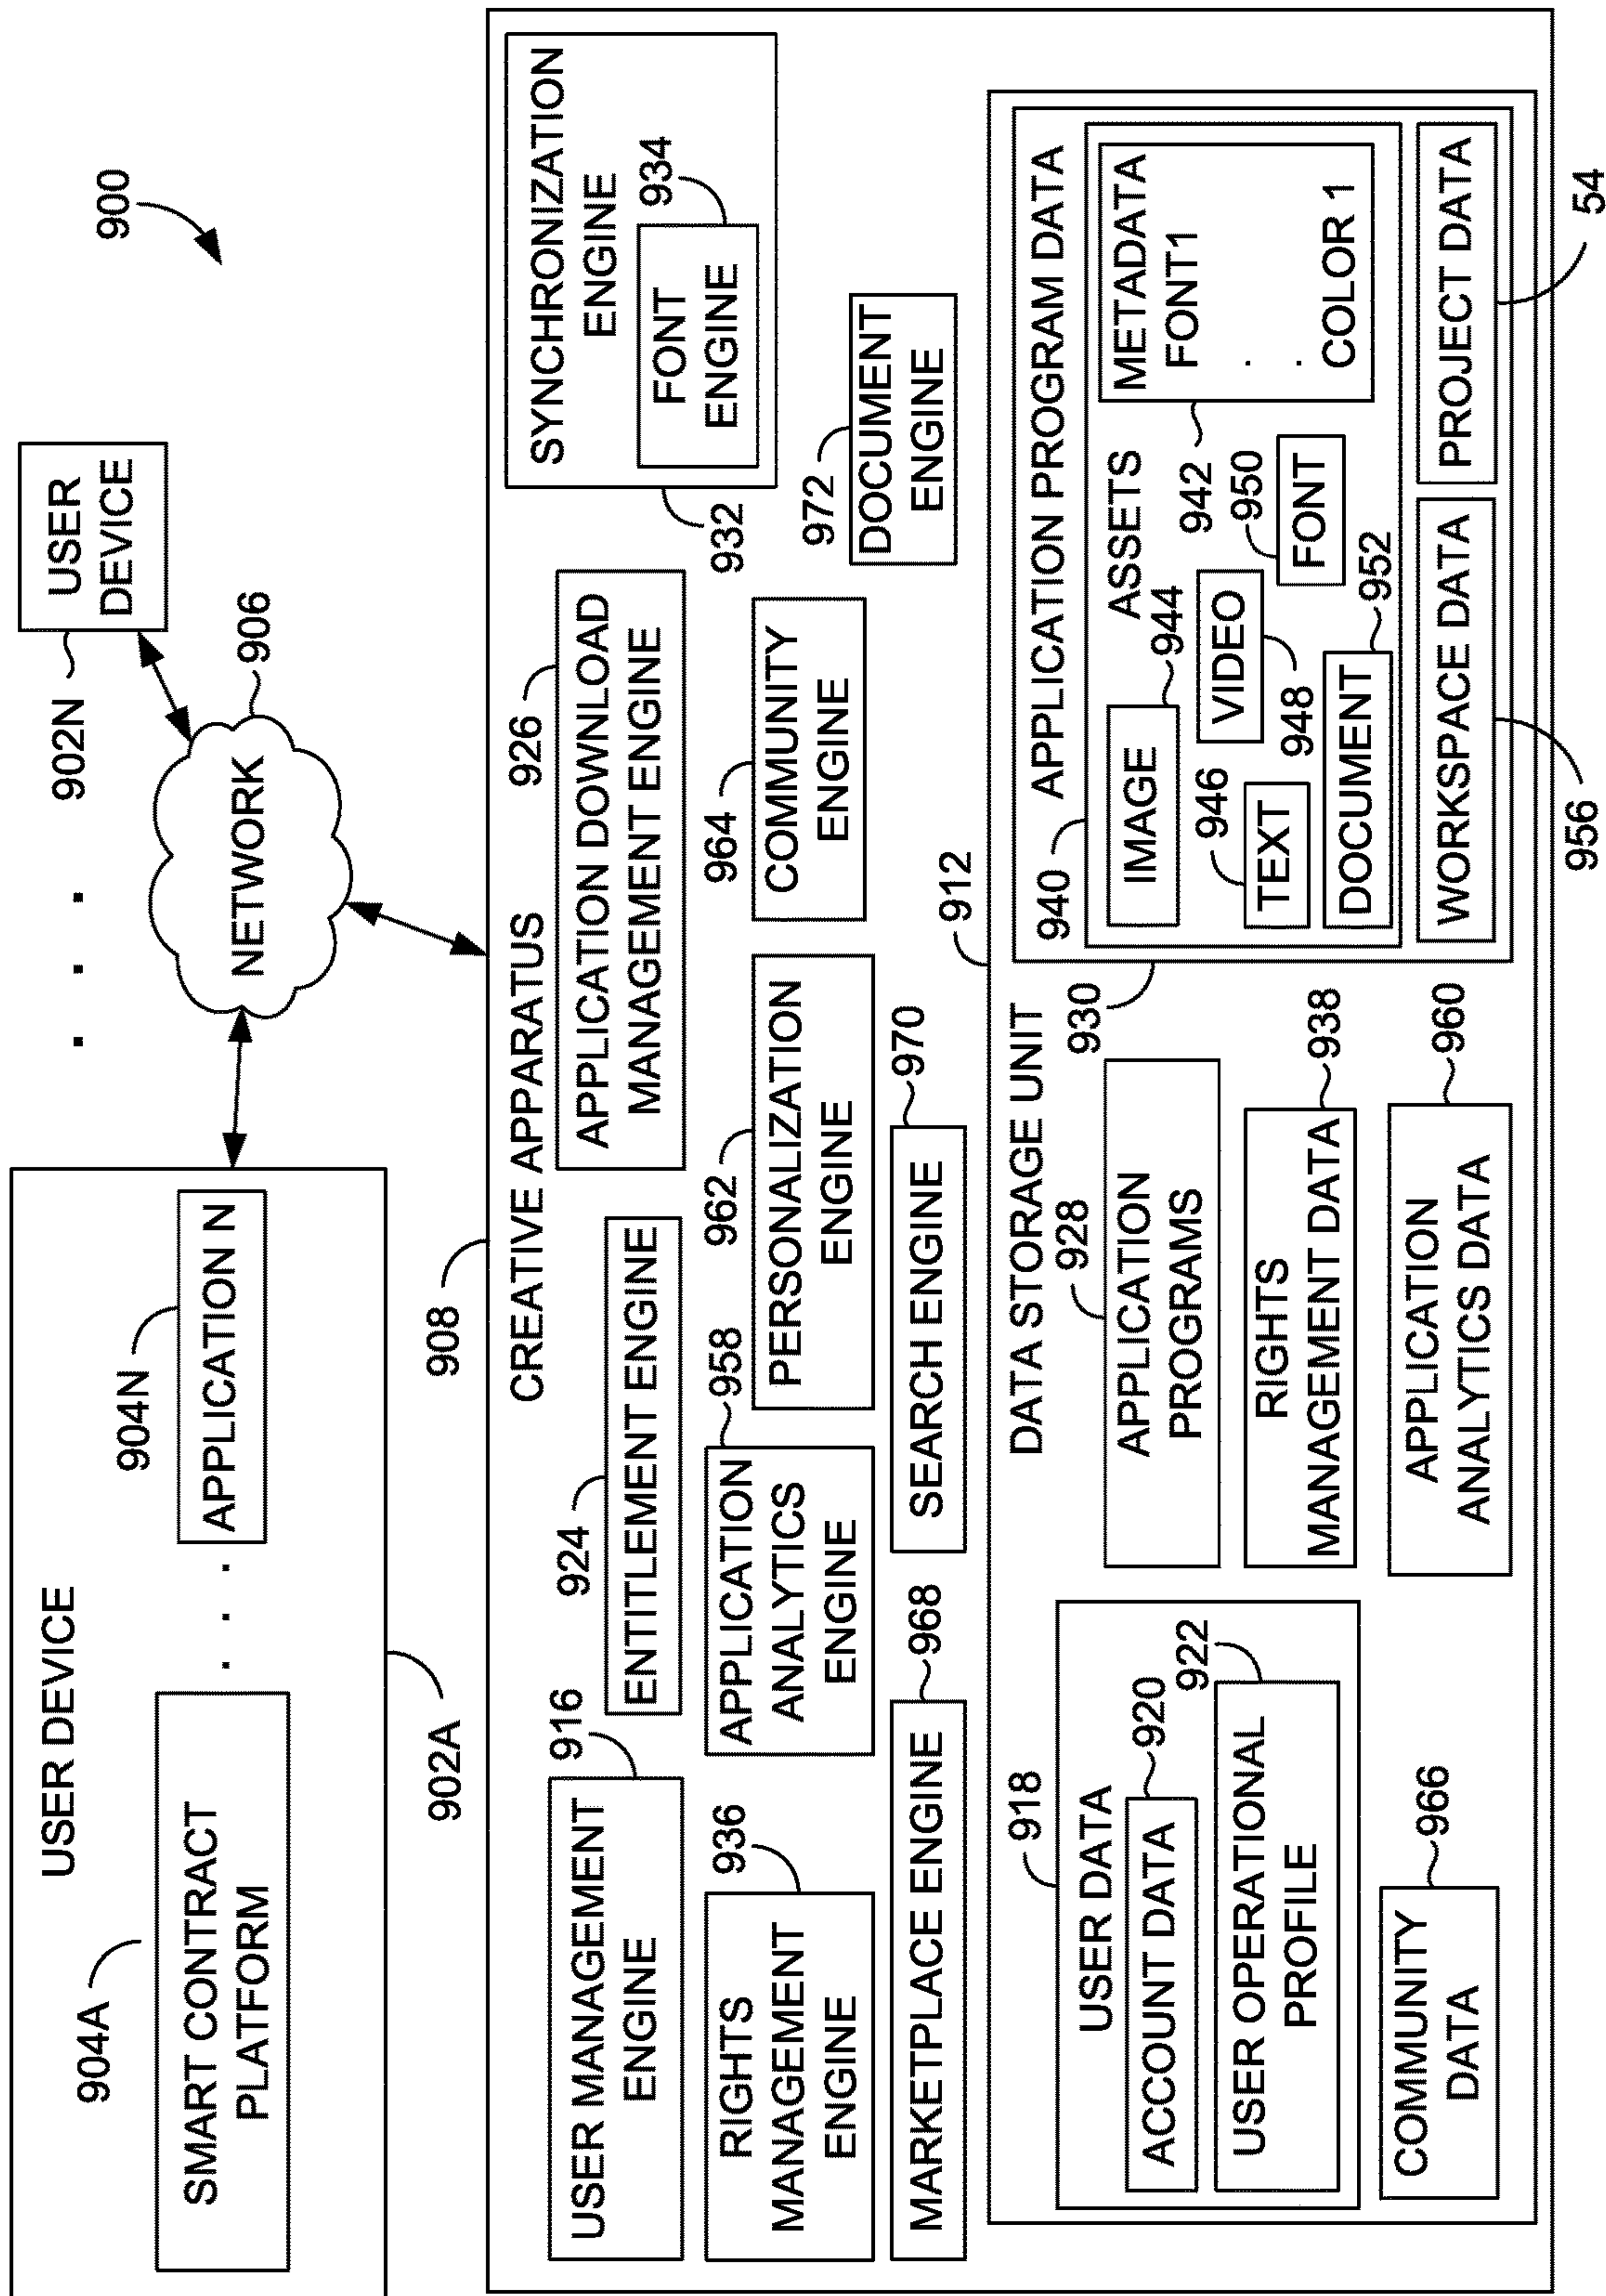 900
USER DEVICE
904A
SMART CONTRACT
PLATFORM
. . .
904N
APPLICATION N
902A
. . .
902N
USER
DEVICE
NETWORK
906
908
CREATIVE APPARATUS
916
USER MANAGEMENT
ENGINE
924
ENTITLEMENT ENGINE
926
APPLICATION DOWNLOAD
MANAGEMENT ENGINE
SYNCHRONIZATION
ENGINE
934
FONT
ENGINE
932
936
RIGHTS
MANAGEMENT
ENGINE
958
APPLICATION
ANALYTICS
ENGINE
962
PERSONALIZATION
ENGINE
964
COMMUNITY
ENGINE
972
DOCUMENT
ENGINE
968
MARKETPLACE ENGINE
970
SEARCH ENGINE
912
DATA STORAGE UNIT
918
USER DATA
920
ACCOUNT DATA
922
USER OPERATIONAL
PROFILE
966
COMMUNITY
DATA
928
APPLICATION
PROGRAMS
938
RIGHTS
MANAGEMENT DATA
960
APPLICATION
ANALYTICS DATA
930
APPLICATION PROGRAM DATA
940
ASSETS
944
IMAGE
946
TEXT
948
VIDEO
950
FONT
952
DOCUMENT
942
METADATA
FONT1
.
.
COLOR 1
WORKSPACE DATA
956
PROJECT DATA
54